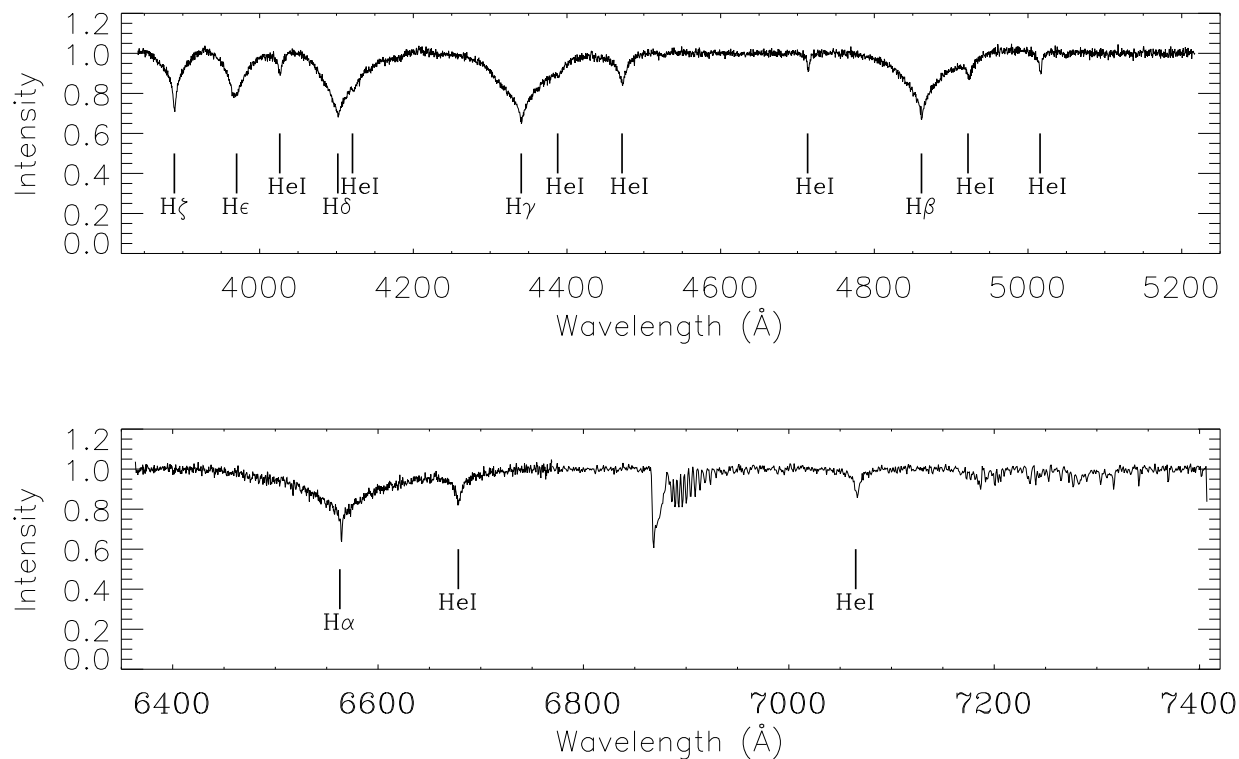 1.2
1.0
0.8
0.6
0.4
0.2
0.0
Intensity
HeI HeI HeI HeI HeI HeI HeI
Hζ Hϵ Hδ Hγ Hβ
4000 4200 4400 4600 4800 5000 5200
Wavelength (Å)
1.2
1.0
0.8
0.6
0.4
0.2
0.0
Intensity
HeI HeI
Hα
6400 6600 6800 7000 7200 7400
Wavelength (Å)